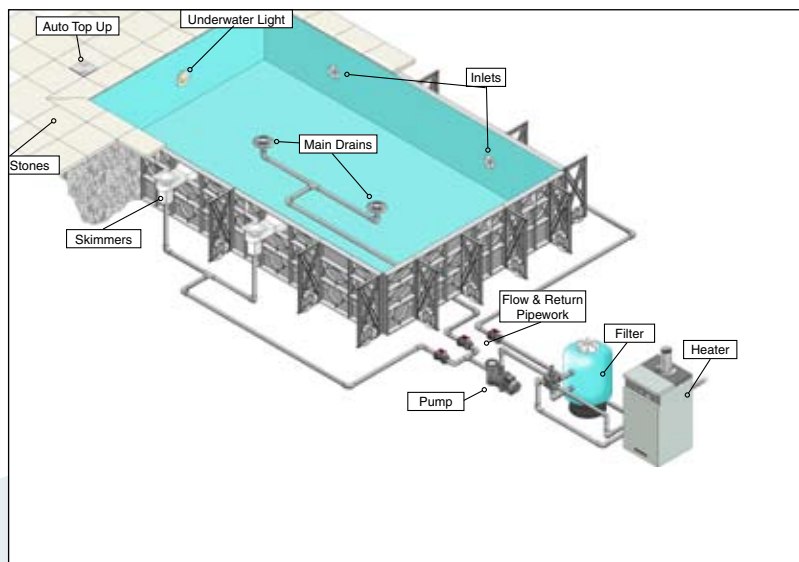 Underwater Light
Auto Top Up
Inlets
Main Drains
Stones
Skimmers
Flow & Return
Pipework
Filter
Heater
Pump